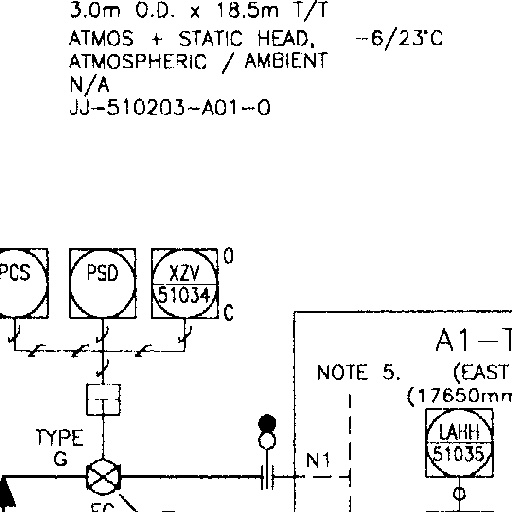 3.0m O.D. x 18.5m T/T
ATMOS + STATIC HEAD, -6/23°C
ATMOSPHERIC / AMBIENT
N/A
JJ-510203-A01-0
PCS
PSD
XZV
51034
O
C
A1-T
NOTE 5. (EAST
(17650mm
LAHH
51035
TYPE
G
N1
FC